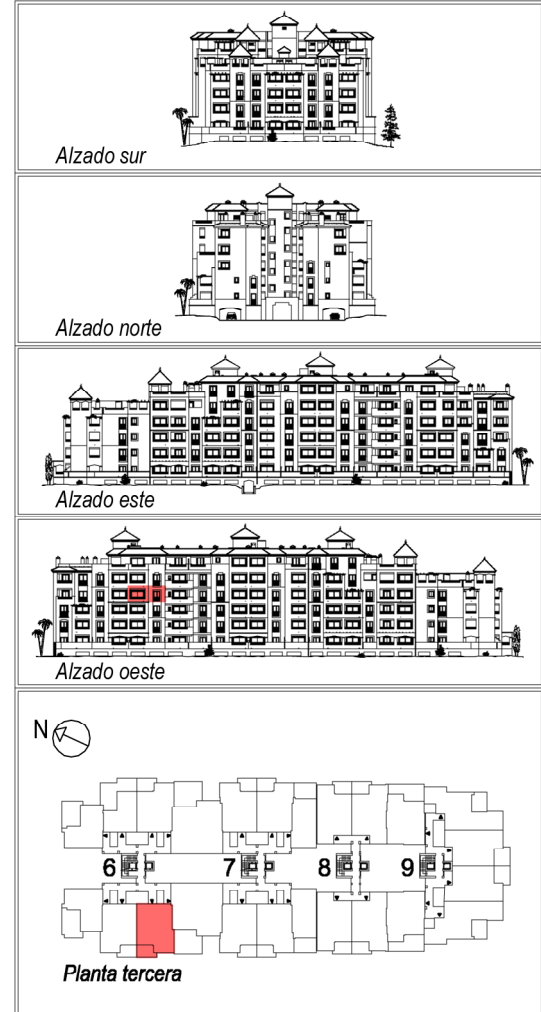 Alzado sur
Alzado norte
Alzado este
Alzado oeste
N
6 7 8 9
Planta tercera